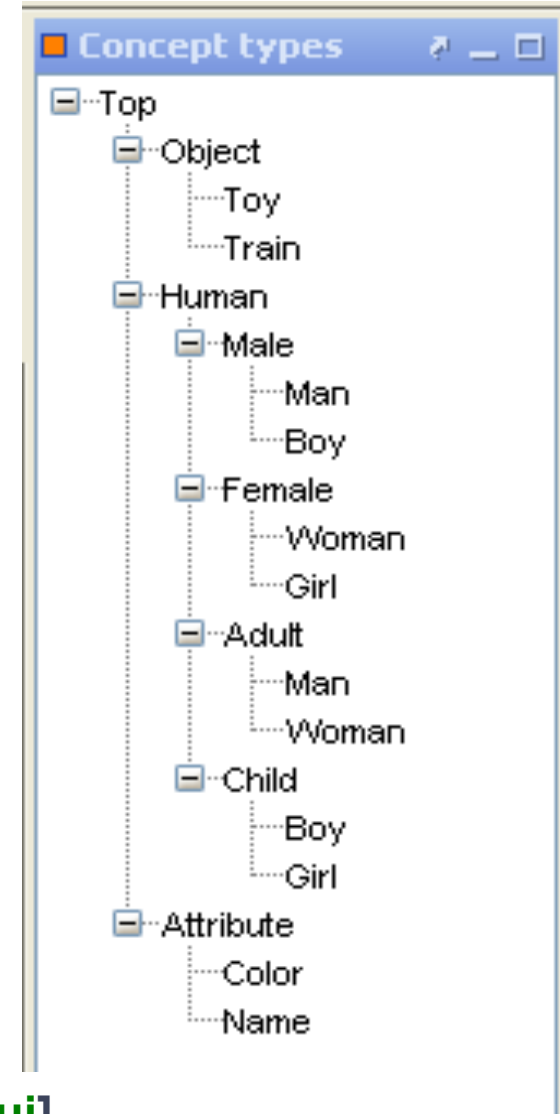 Concept types
Top
Object
Toy
Train
Human
Male
Man
Boy
Female
Woman
Girl
Adult
Man
Woman
Child
Boy
Girl
Attribute
Color
Name